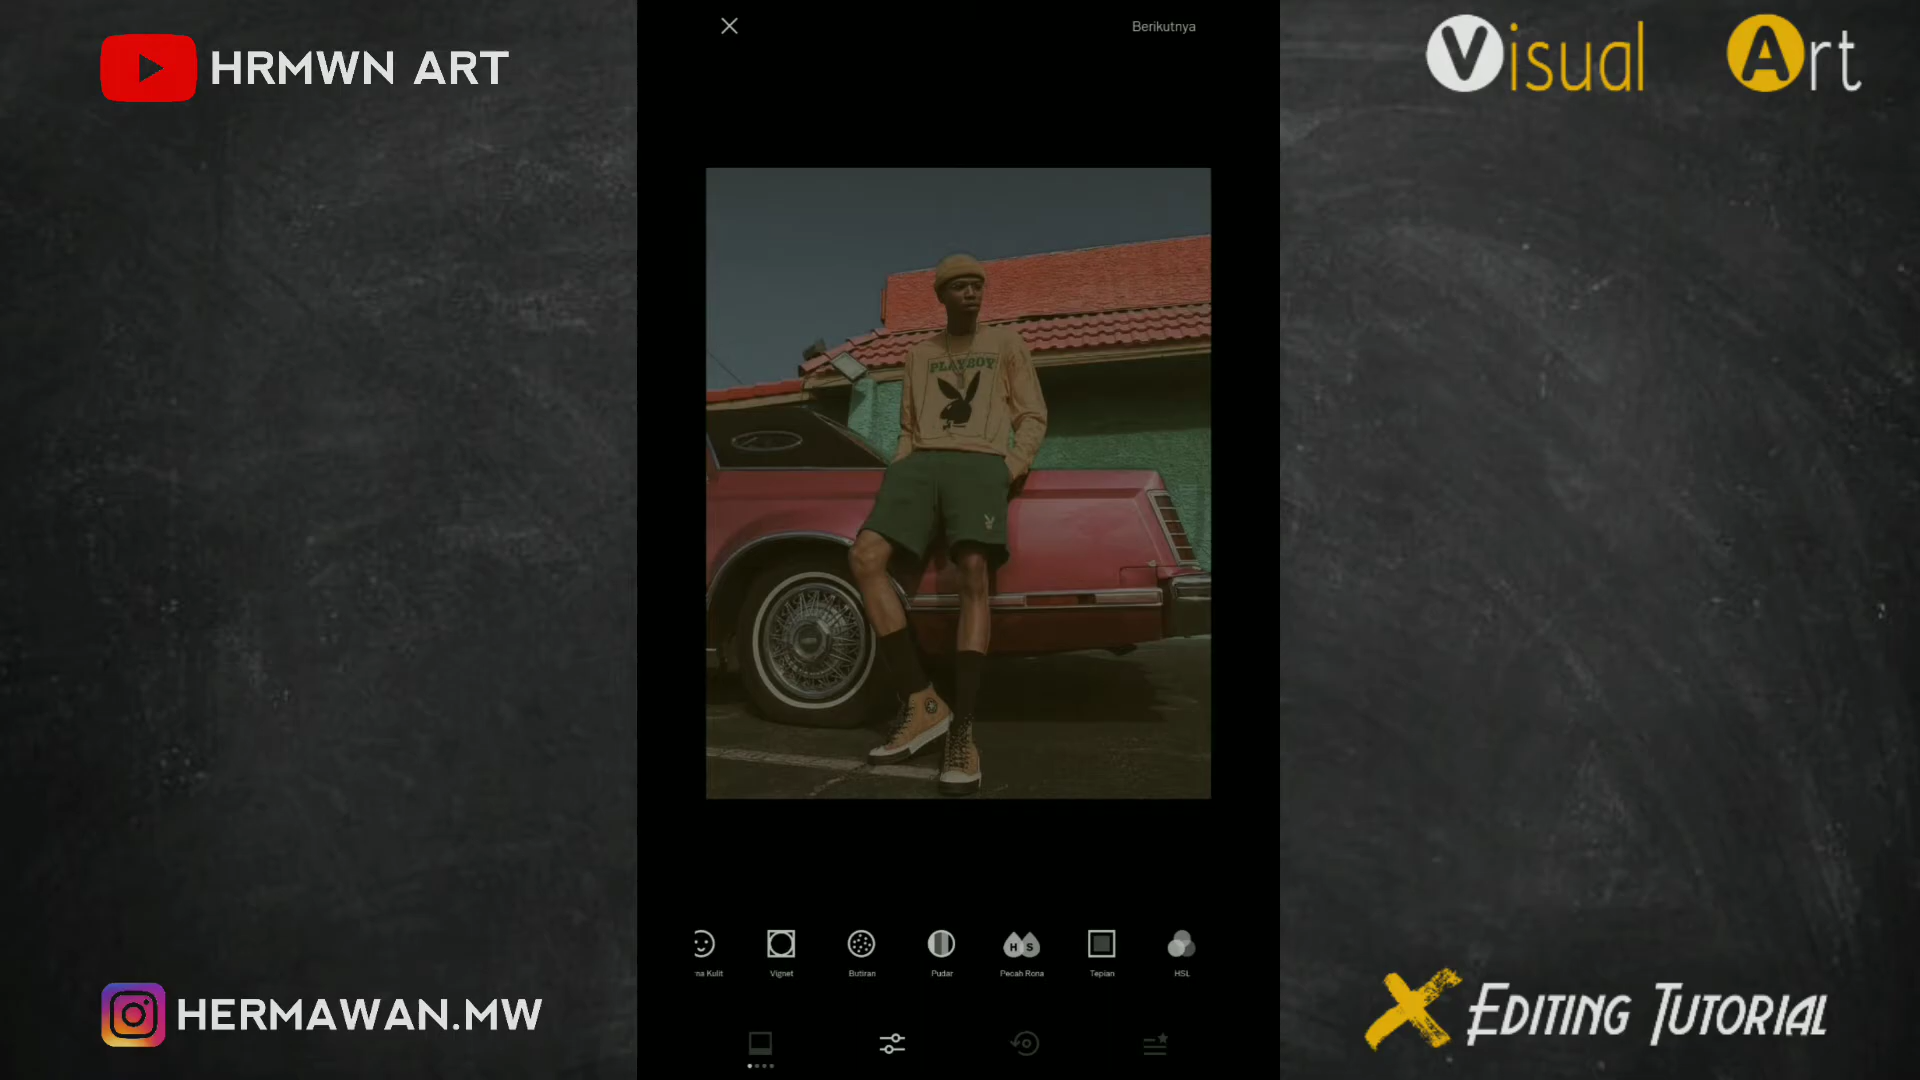 HRMWN ART
Berikutnya
Visual Art
PLAYBOY
na Kulit
Vignet
Butiran
Pudar
H S
Pecah Rona
Tepian
HSL
HERMAWAN.MW
EDITING TUTORIAL